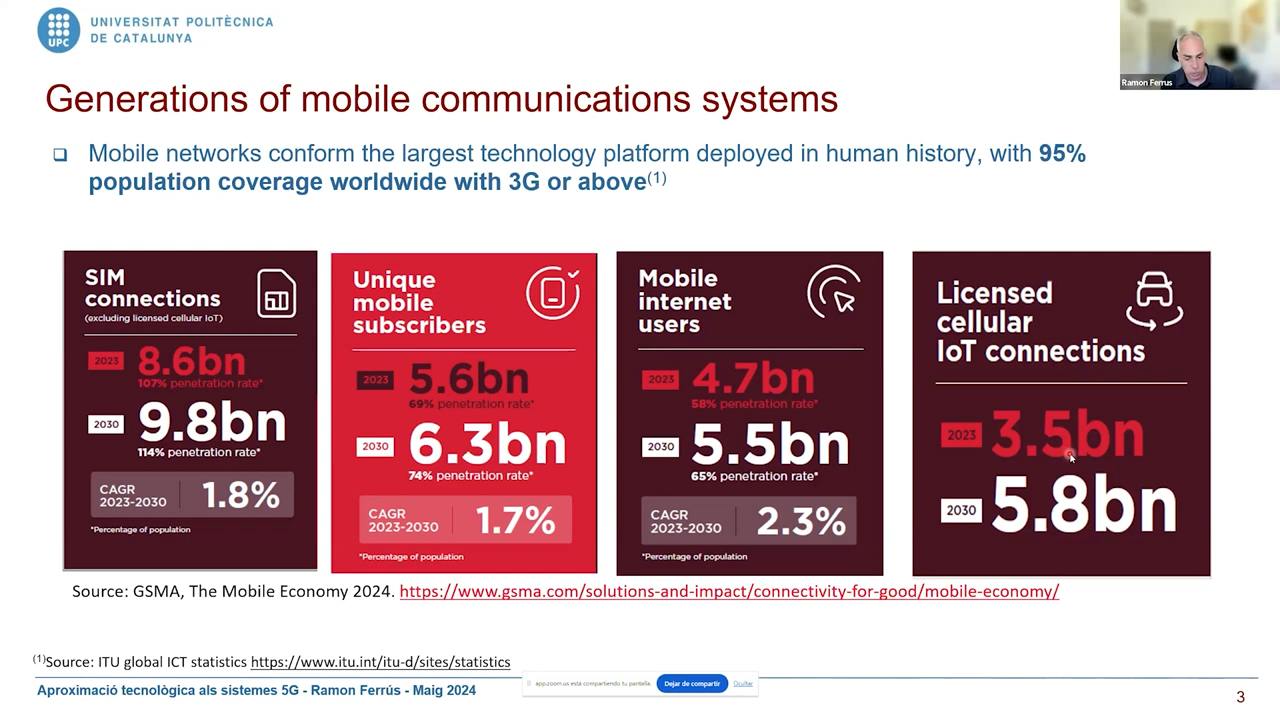 UNIVERSITAT POLITÈCNICA
DE CATALUNYA
UPC
Ramon Ferrus
Generations of mobile communications systems
Mobile networks conform the largest technology platform deployed in human history, with 95%
population coverage worldwide with 3G or above(1)
SIM
connections
(excluding licensed cellular IoT)
2023 8.6bn
107% penetration rate*
2030 9.8bn
114% penetration rate*
CAGR
2023-2030 1.8%
*Percentage of population
Unique
mobile
subscribers
2023 5.6bn
69% penetration rate*
2030 6.3bn
74% penetration rate*
CAGR
2023-2030 1.7%
*Percentage of population
Mobile
internet
users
2023 4.7bn
58% penetration rate*
2030 5.5bn
65% penetration rate*
CAGR
2023-2030 2.3%
*Percentage of population
Licensed
cellular
IoT connections
2023 3.5bn
2030 5.8bn
Source: GSMA, The Mobile Economy 2024. https://www.gsma.com/solutions-and-impact/connectivity-for-good/mobile-economy/
(1)Source: ITU global ICT statistics https://www.itu.int/itu-d/sites/statistics
Aproximació tecnològica als sistemes 5G - Ramon Ferrús - Maig 2024
app.zoom.us está compartiendo tu pantalla. Dejar de compartir Ocultar
3